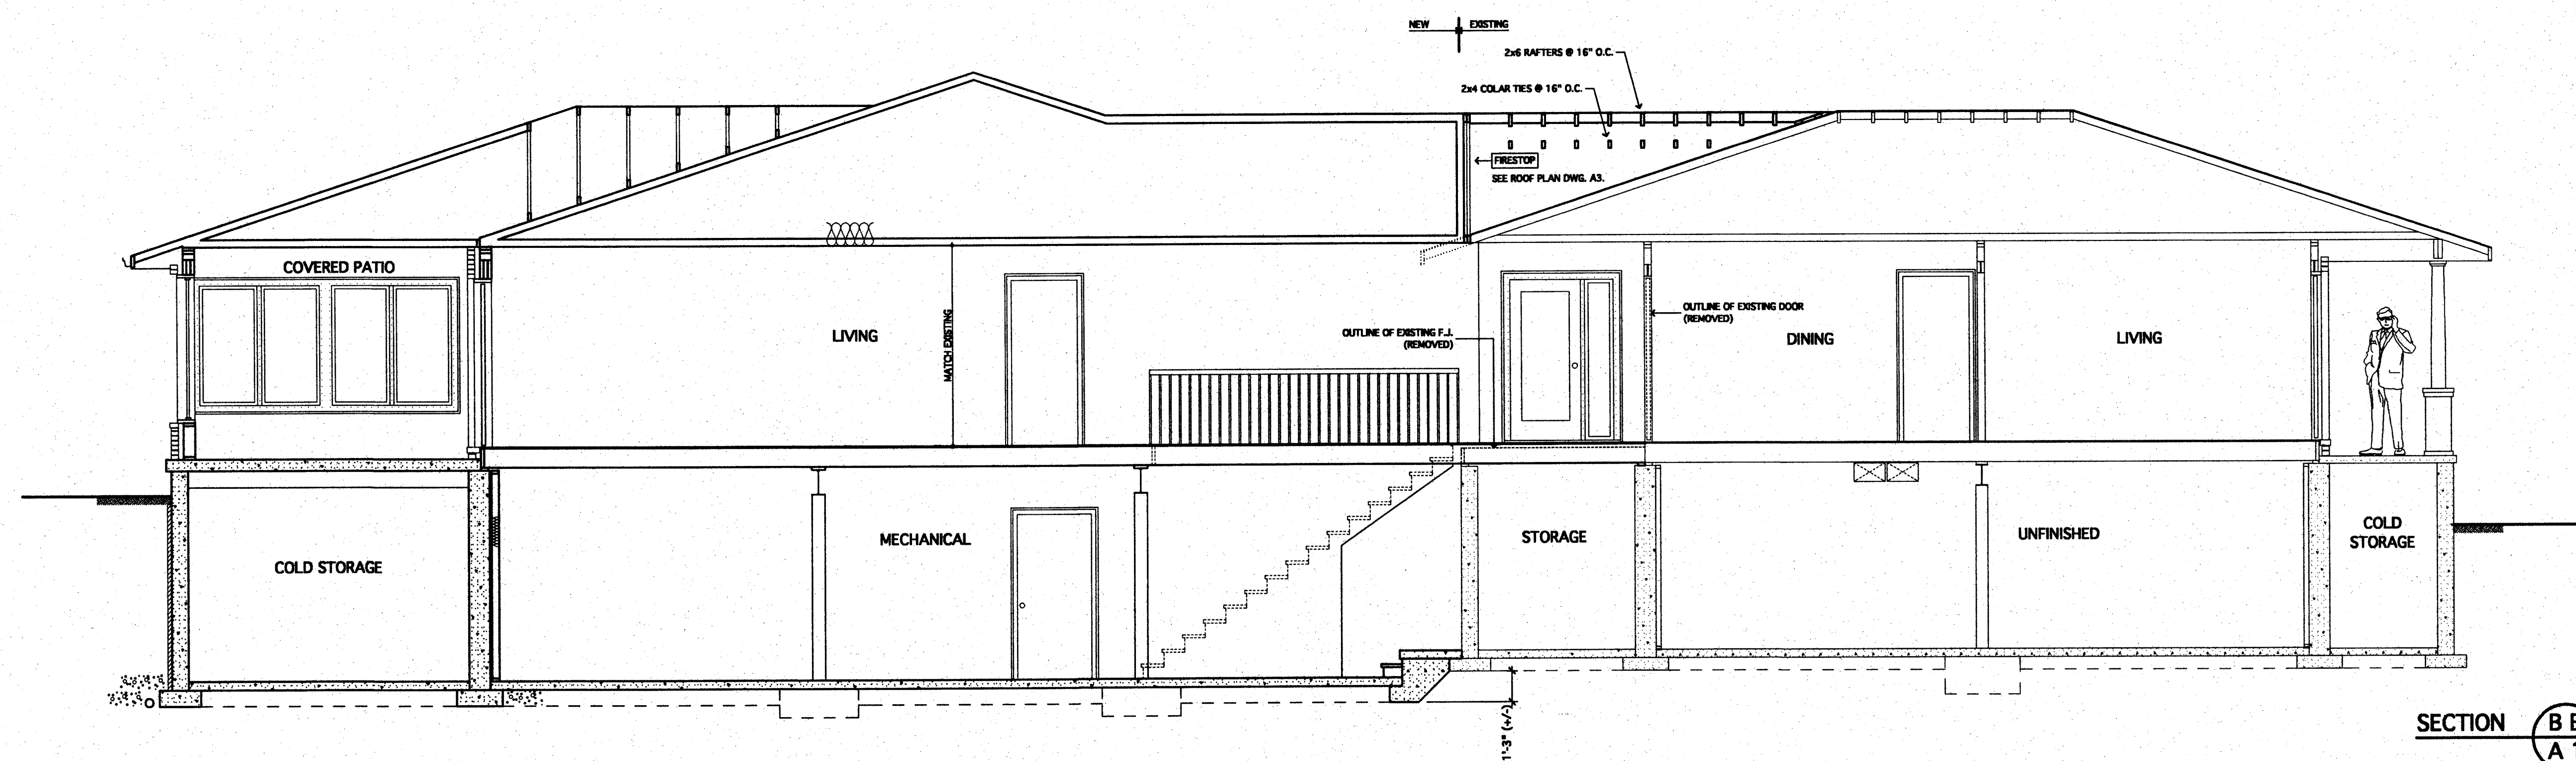 NEW
EXISTING
2x6 RAFTERS @ 16" O.C.
2x4 COLAR TIES @ 16" O.C.
FIRESTOP
SEE ROOF PLAN DWG. A3.
COVERED PATIO
LIVING
MATCH EXISTING
OUTLINE OF EXISTING F.J.
(REMOVED)
OUTLINE OF EXISTING DOOR
(REMOVED)
DINING
LIVING
COLD STORAGE
MECHANICAL
STORAGE
UNFINISHED
COLD
STORAGE
1'-3" (+/-)
SECTION
B
A